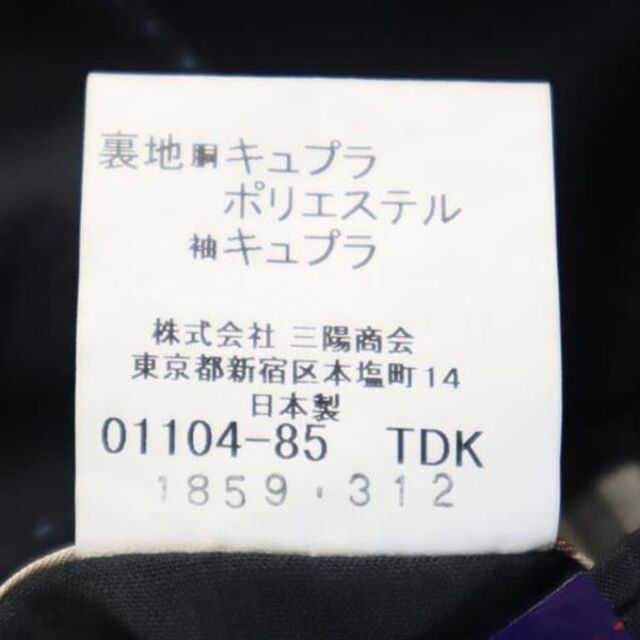 裏地 胴 キュプラ
ポリエステル
袖 キュプラ
株式会社 三陽商会
東京都新宿区本塩町14
日本製
01104-85 TDK
1859・312